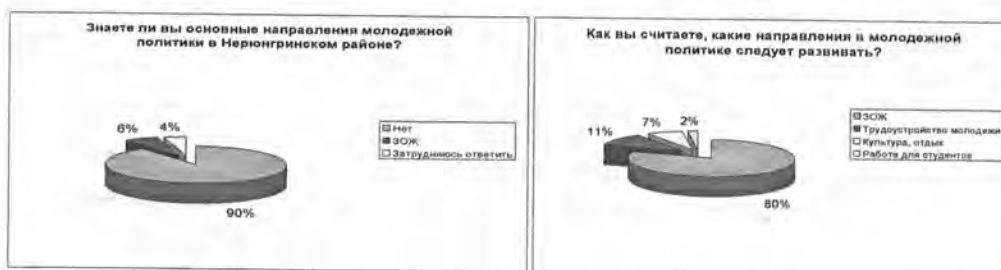 Знаете ли вы основные направления молодежной
политики в Нерюнгринском районе?
6%
4%
90%
Нет
ЗОЖ
Затрудняюсь ответить
Как вы считаете, какие направления в молодежной
политике следует развивать?
11%
7%
2%
80%
ЗОЖ
Трудоустройство молодежи
Культура, отдых
Работа для студентов